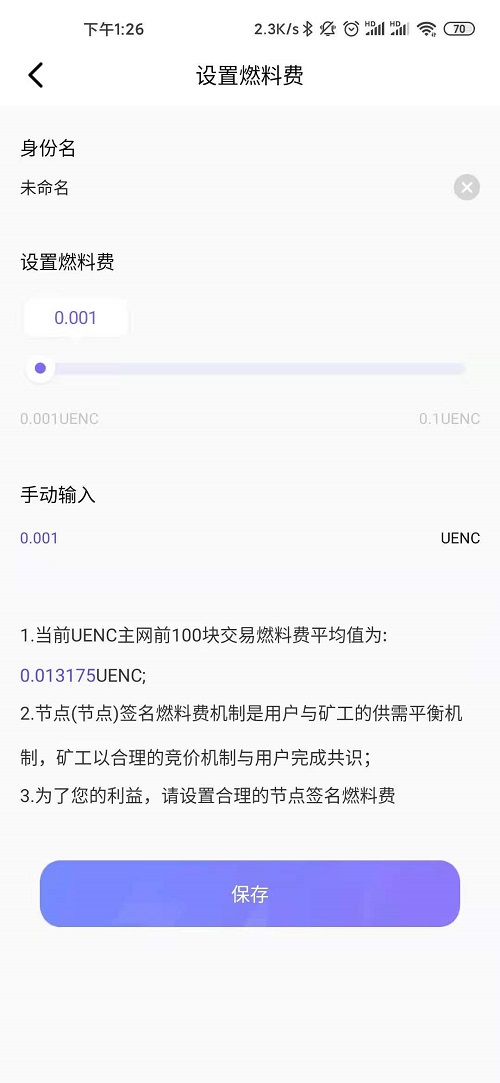 下午1:26
2.3K/s
HD
HD
70
设置燃料费
身份名
未命名
设置燃料费
0.001
0.001UENC
0.1UENC
手动输入
0.001
UENC
1.当前UENC主网前100块交易燃料费平均值为:
0.013175UENC;
2.节点(节点)签名燃料费机制是用户与矿工的供需平衡机
制，矿工以合理的竞价机制与用户完成共识；
3.为了您的利益，请设置合理的节点签名燃料费
保存